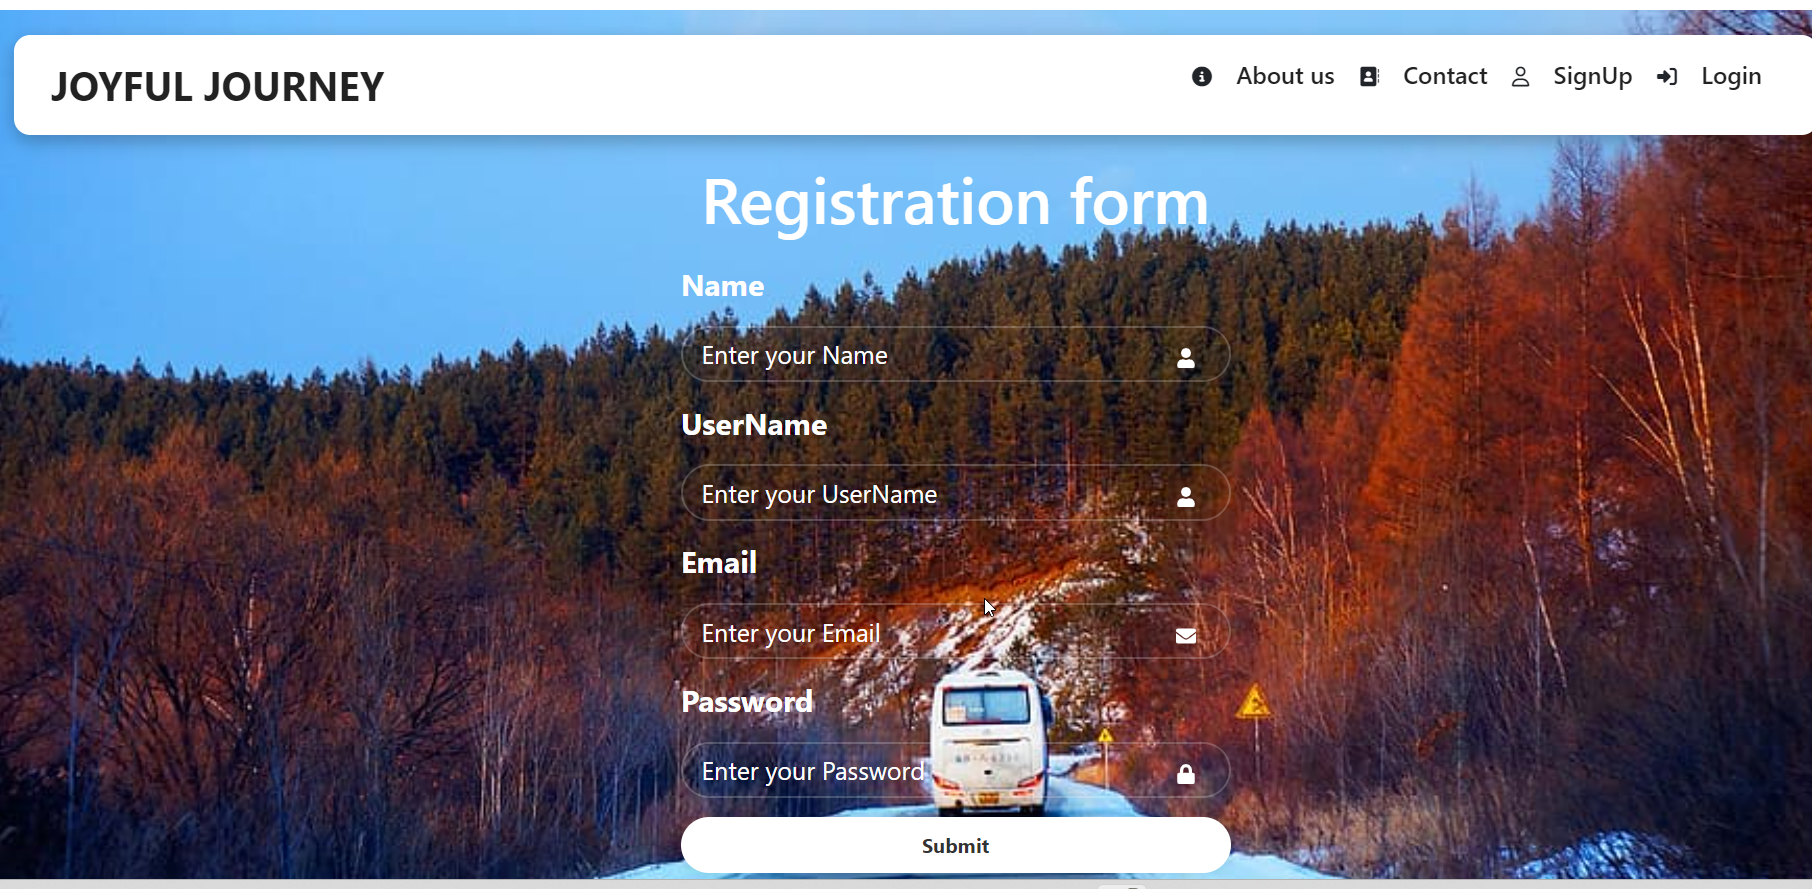 JOYFUL JOURNEY
About us Contact SignUp Login
Registration form
Name
Enter your Name
UserName
Enter your UserName
Email
Enter your Email
Password
Enter your Password
Submit